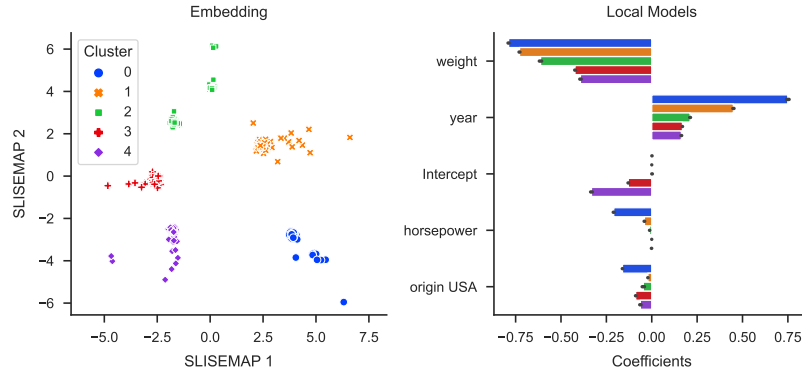 Embedding
Cluster
0
1
2
3
4
6
4
2
0
−2
−4
−6
SLISEMAP 2
−5.0
−2.5
0.0
2.5
5.0
7.5
SLISEMAP 1
Local Models
weight
year
Intercept
horsepower
origin USA
−0.75
−0.50
−0.25
0.00
0.25
0.50
0.75
Coefficients